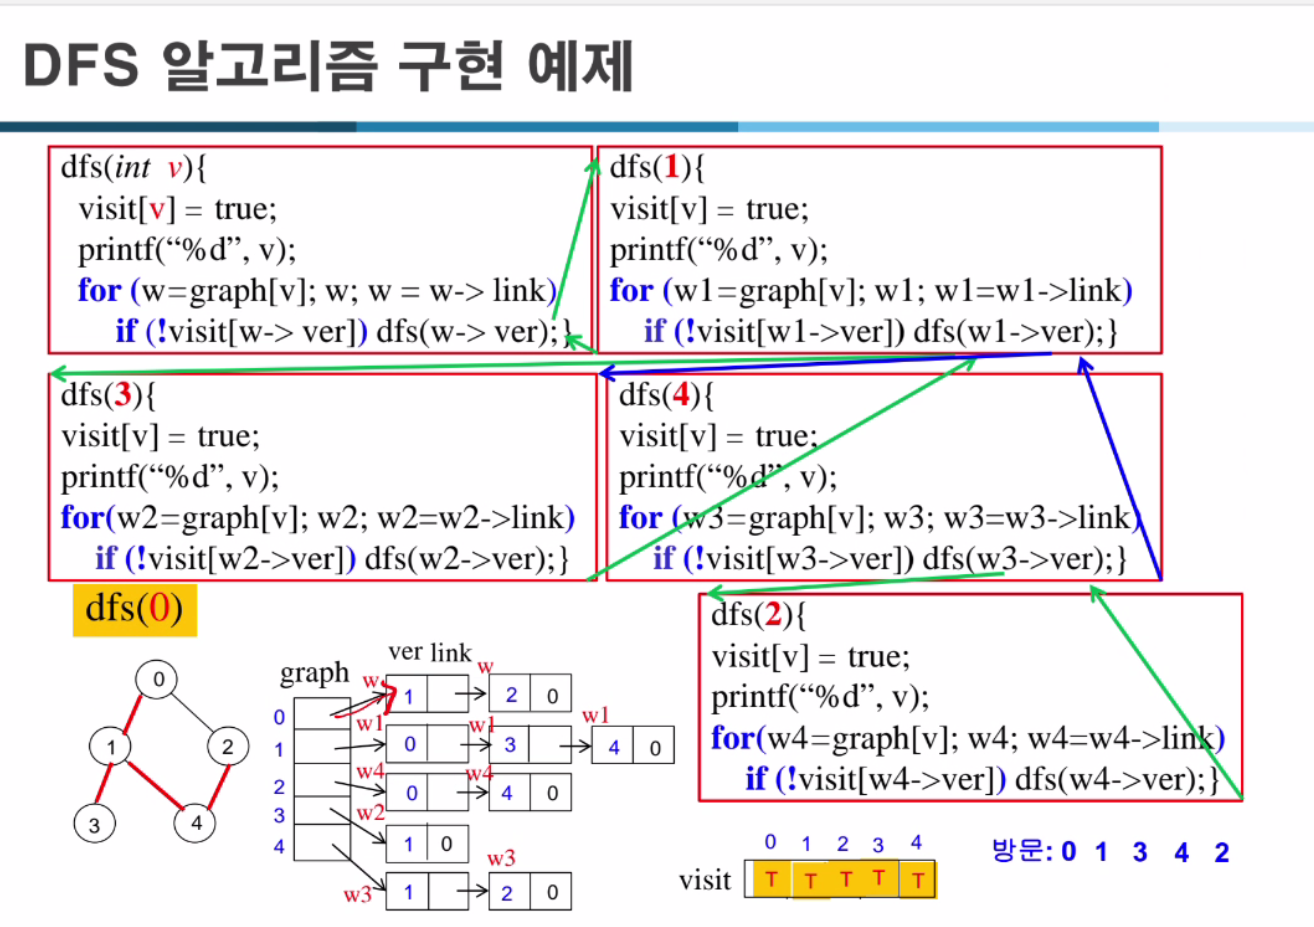 DFS 알고리즘 구현 예제
dfs(int v){
visit[v] = true;
printf(“%d”, v);
for (w=graph[v]; w; w = w-> link)
if (!visit[w-> ver]) dfs(w-> ver);}
dfs(1){
visit[v] = true;
printf(“%d”, v);
for (w1=graph[v]; w1; w1=w1->link)
if (!visit[w1->ver]) dfs(w1->ver);}
dfs(3){
visit[v] = true;
printf(“%d”, v);
for(w2=graph[v]; w2; w2=w2->link)
if (!visit[w2->ver]) dfs(w2->ver);}
dfs(4){
visit[v] = true;
printf(“%d”, v);
for (w3=graph[v]; w3; w3=w3->link)
if (!visit[w3->ver]) dfs(w3->ver);}
dfs(0)
dfs(2){
visit[v] = true;
printf(“%d”, v);
for(w4=graph[v]; w4; w4=w4->link)
if (!visit[w4->ver]) dfs(w4->ver);}
0
1 2
3 4
graph
ver link
w w
0 1 2 0
w1 w1 w1
1 0 3 4 0
w4 w4
2 0 4 0
w2
3 1 0
w3
4 1 2 0
w3
0 1 2 3 4
visit T T T T T
방문: 0 1 3 4 2